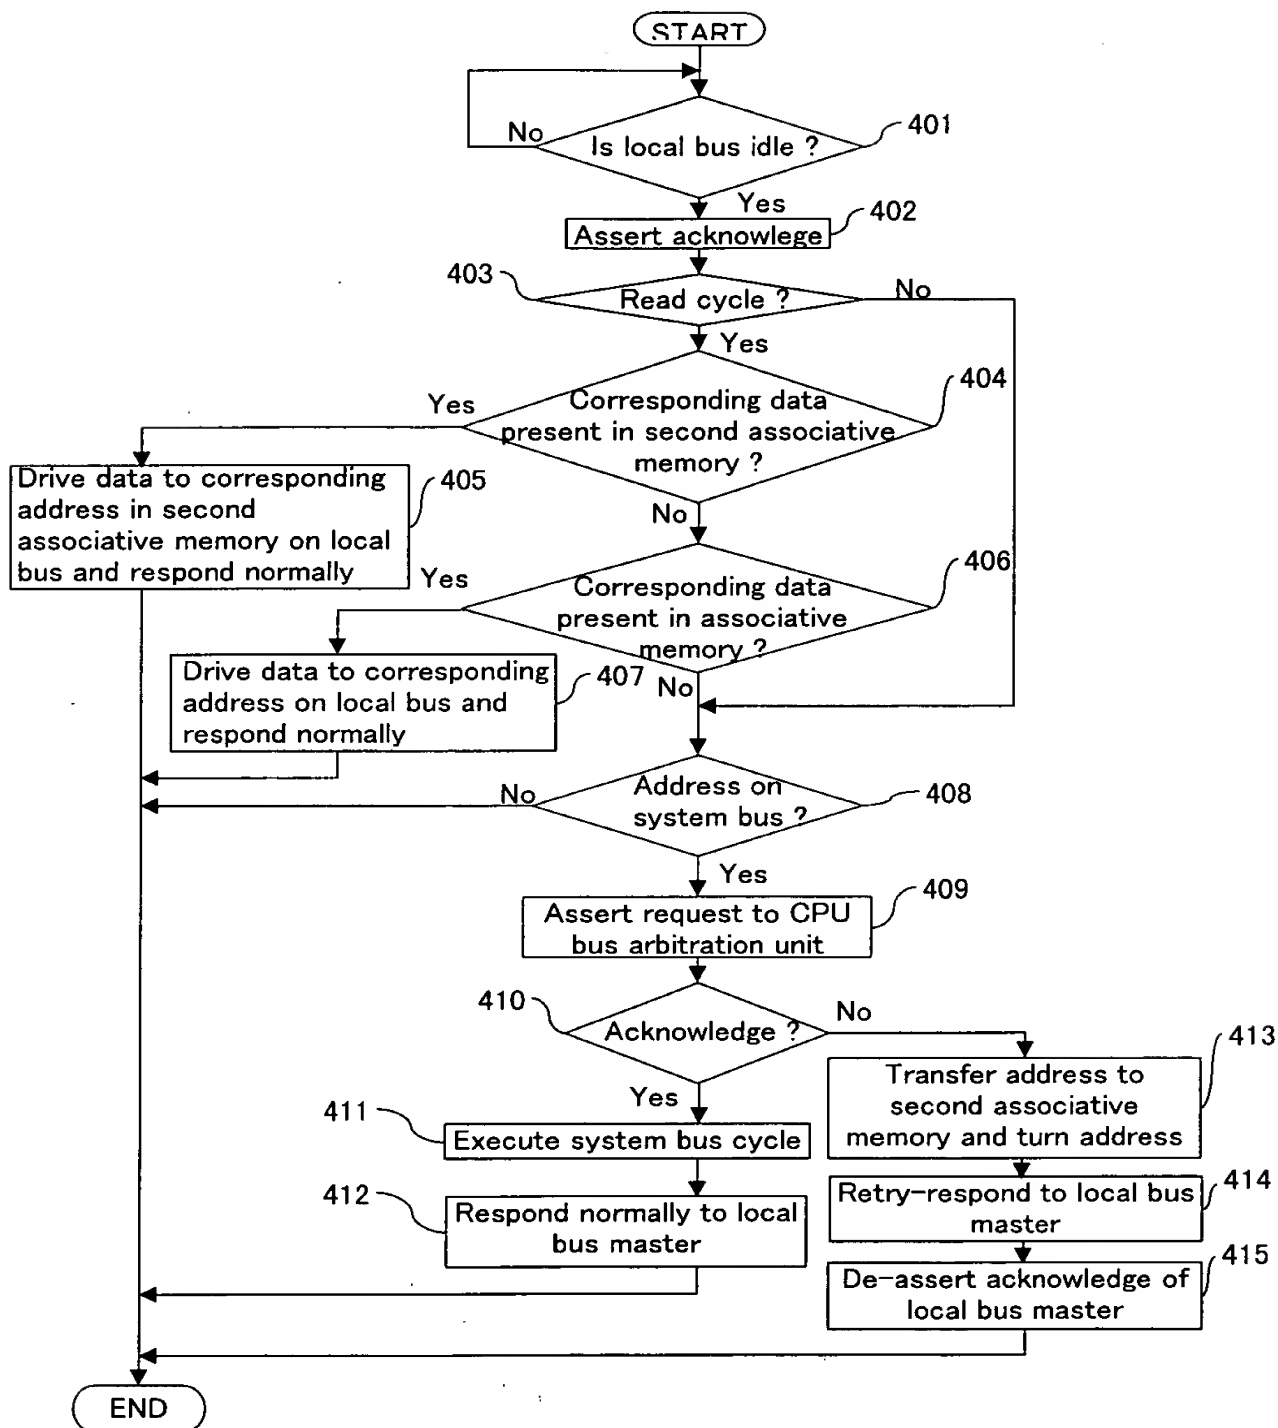 START
No
Is local bus idle ?
401
Yes
402
Assert acknowlege
403
Read cycle ?
No
Yes
404
Yes
Corresponding data
present in second associative
memory ?
405
Drive data to corresponding
address in second
associative memory on local
bus and respond normally
No
406
Yes
Corresponding data
present in associative
memory ?
407
Drive data to corresponding
address on local bus and
respond normally
No
Address on
system bus ?
408
No
Yes
409
Assert request to CPU
bus arbitration unit
410
Acknowledge ?
No
413
Transfer address to
second associative
memory and turn address
Yes
411
Execute system bus cycle
412
Respond normally to local
bus master
Retry-respond to local bus
master
414
415
De-assert acknowledge of
local bus master
END